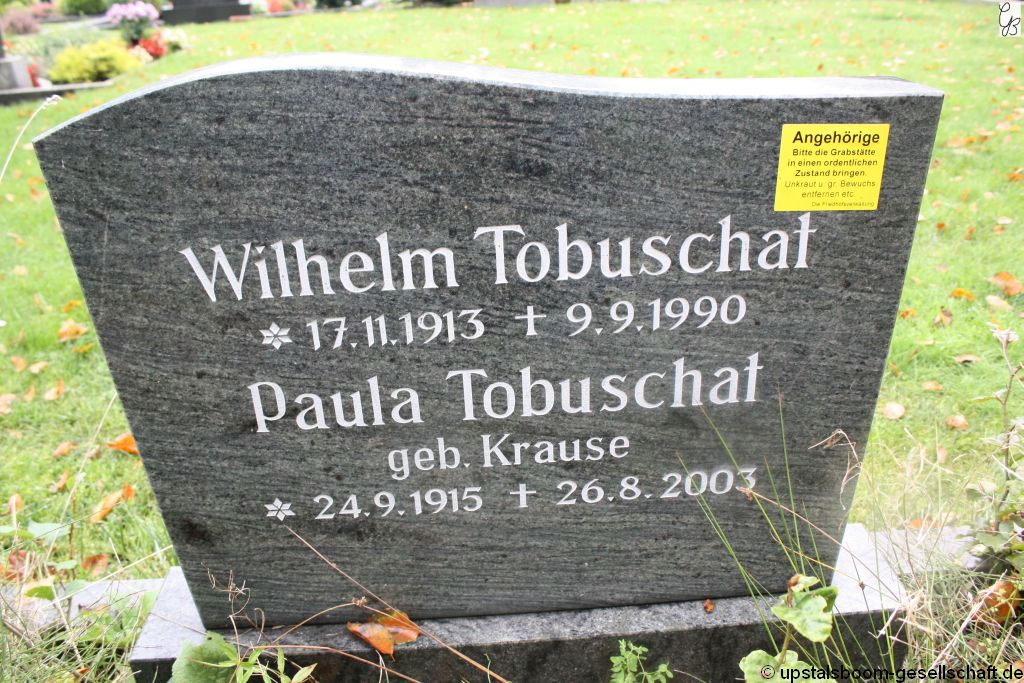 GB
Angehörige
Bitte die Grabstätte
in einen ordentlichen
Zustand bringen.
Unkraut u. gr. Bewuchs
entfernen etc.
Die Friedhofsverwaltung
Wilhelm Tobuschat
* 17.11.1913 + 9.9.1990
Paula Tobuschat
geb. Krause
* 24.9.1915 + 26.8.2003
© upstalsboom-gesellschaft.de